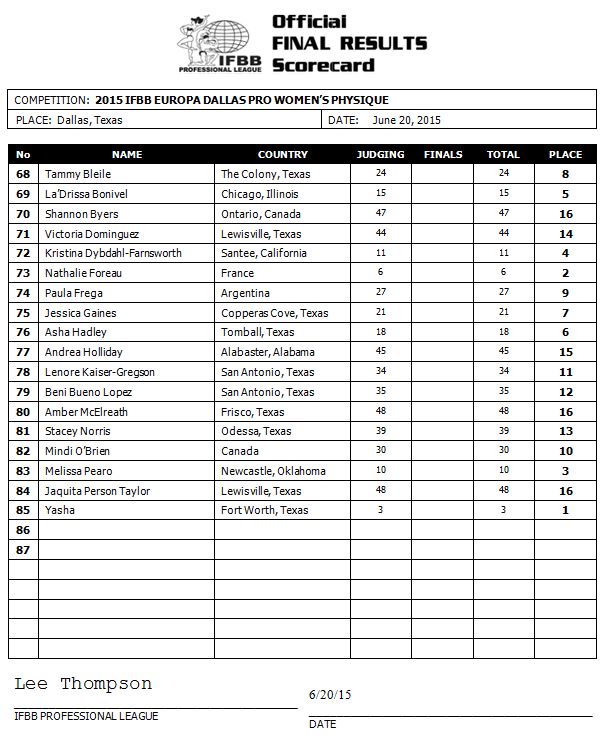 Official
FINAL RESULTS
Scorecard
IFBB
PROFESSIONAL LEAGUE
COMPETITION: 2015 IFBB EUROPA DALLAS PRO WOMEN'S PHYSIQUE
PLACE: Dallas, Texas DATE: June 20, 2015
No NAME COUNTRY JUDGING FINALS TOTAL PLACE
68 Tammy Bleile The Colony, Texas 24 24 8
69 La'Drissa Bonivel Chicago, Illinois 15 15 5
70 Shannon Byers Ontario, Canada 47 47 16
71 Victoria Dominguez Lewisville, Texas 44 44 14
72 Kristina Dybdahl-Farnsworth Santee, California 11 11 4
73 Nathalie Foreau France 6 6 2
74 Paula Frega Argentina 27 27 9
75 Jessica Gaines Copperas Cove, Texas 21 21 7
76 Asha Hadley Tomball, Texas 18 18 6
77 Andrea Holliday Alabaster, Alabama 45 45 15
78 Lenore Kaiser-Gregson San Antonio, Texas 34 34 11
79 Beni Bueno Lopez San Antonio, Texas 35 35 12
80 Amber McElreath Frisco, Texas 48 48 16
81 Stacey Norris Odessa, Texas 39 39 13
82 Mindi O'Brien Canada 30 30 10
83 Melissa Pearo Newcastle, Oklahoma 10 10 3
84 Jaquita Person Taylor Lewisville, Texas 48 48 16
85 Yasha Fort Worth, Texas 3 3 1
86
87
Lee Thompson
6/20/15
IFBB PROFESSIONAL LEAGUE
DATE